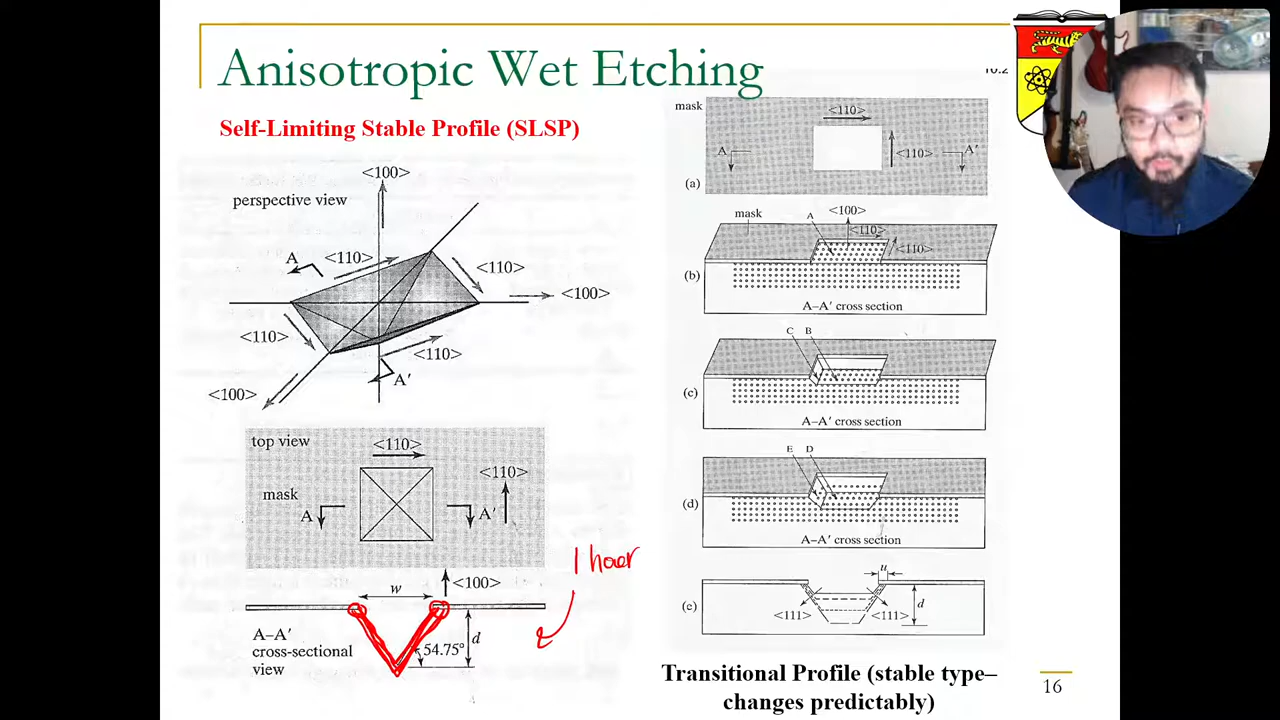 Anisotropic Wet Etching
Self-Limiting Stable Profile (SLSP)
<100>
perspective view
A
<110>
<110>
<100>
<110>
<110>
A′
<100>
top view
<110>
<110>
mask
A
A′
1 hour
<100>
w
A–A′
cross-sectional
view
54.75°
d
mask
<110>
A
<110>
A′
(a)
mask
A
<100>
<110>
<110>
(b)
A–A′ cross section
C B
(c)
A–A′ cross section
E D
(d)
A–A′ cross section
u
(e)
<111>
<111>
d
Transitional Profile (stable type–
changes predictably)
16